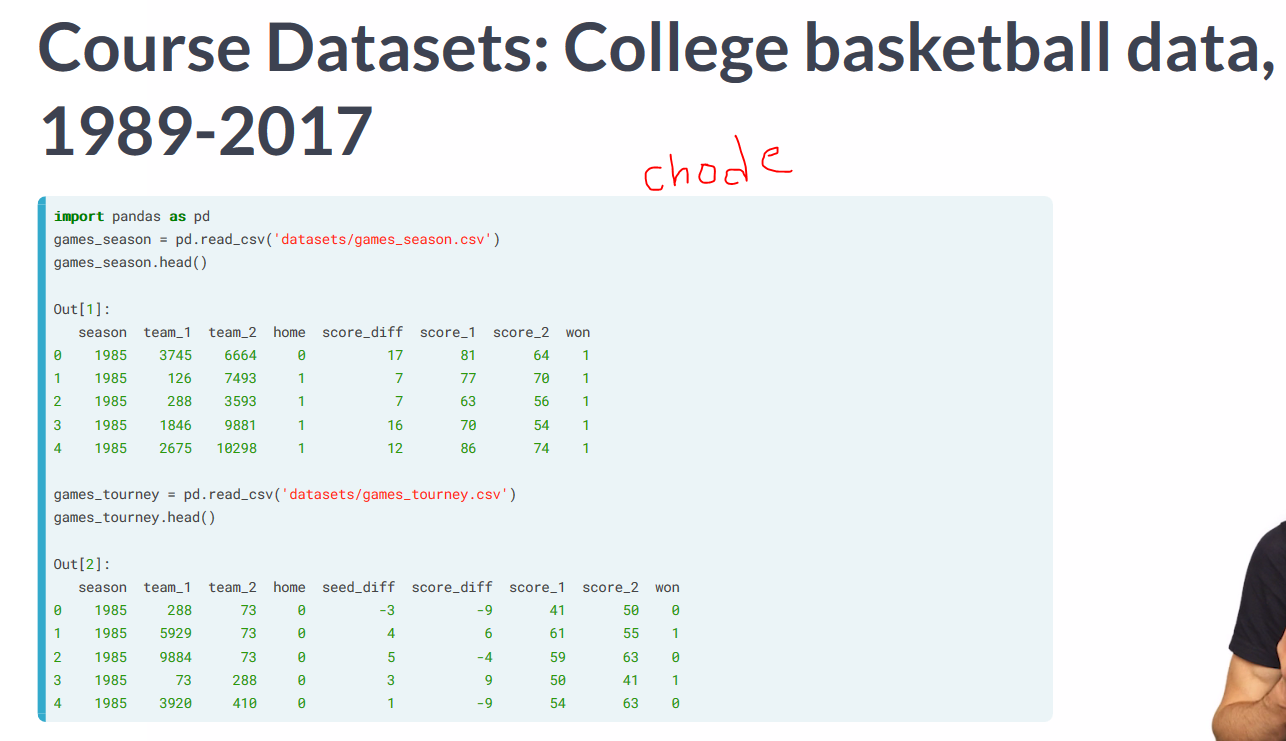 Course Datasets: College basketball data,
1989-2017
chode
import pandas as pd
games_season = pd.read_csv('datasets/games_season.csv')
games_season.head()
Out[1]:
season team_1 team_2 home score_diff score_1 score_2 won
0 1985 3745 6664 0 17 81 64 1
1 1985 126 7493 1 7 77 70 1
2 1985 288 3593 1 7 63 56 1
3 1985 1846 9881 1 16 70 54 1
4 1985 2675 10298 1 12 86 74 1
games_tourney = pd.read_csv('datasets/games_tourney.csv')
games_tourney.head()
Out[2]:
season team_1 team_2 home seed_diff score_diff score_1 score_2 won
0 1985 288 73 0 -3 -9 41 50 0
1 1985 5929 73 0 4 6 61 55 1
2 1985 9884 73 0 5 -4 59 63 0
3 1985 73 288 0 3 9 50 41 1
4 1985 3920 410 0 1 -9 54 63 0